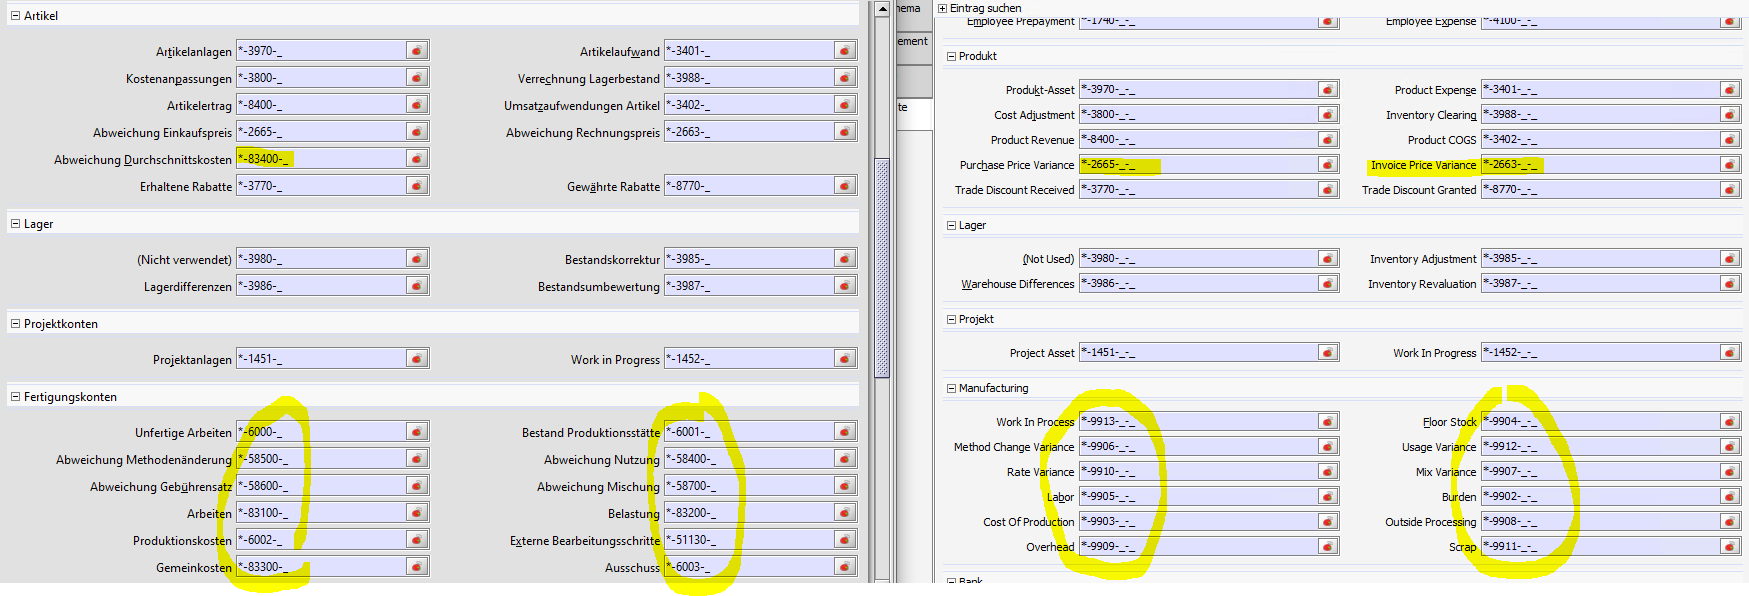 Artikel
Artikelanlagen *-3970-_ Artikelaufwand *-3401-_
Kostenanpassungen *-3800-_ Verrechnung Lagerbestand *-3988-_
Artikelertrag *-8400-_ Umsatzaufwendungen Artikel *-3402-_
Abweichung Einkaufspreis *-2665-_ Abweichung Rechnungspreis *-2663-_
Abweichung Durchschnittskosten *-83400-_
Erhaltene Rabatte *-3770-_ Gewährte Rabatte *-8770-_
Lager
(Nicht verwendet) *-3980-_ Bestandskorrektur *-3985-_
Lagerdifferenzen *-3986-_ Bestandsumbewertung *-3987-_
Projektkonten
Projektanlagen *-1451-_ Work in Progress *-1452-_
Fertigungskonten
Unfertige Arbeiten *-6000-_ Bestand Produktionsstätte *-6001-_
Abweichung Methodenänderung *-58500-_ Abweichung Nutzung *-58400-_
Abweichung Gebührensatz *-58600-_ Abweichung Mischung *-58700-_
Arbeiten *-83100-_ Belastung *-83200-_
Produktionskosten *-6002-_ Externe Bearbeitungsschritte *-51130-_
Gemeinkosten *-83300-_ Ausschuss *-6003-_
nema
ement
te
Eintrag suchen
Employee Prepayment *-1740-_-_ Employee Expense *-4100-_-_
Produkt
Produkt-Asset *-3970-_-_ Product Expense *-3401-_-_
Cost Adjustment *-3800-_-_ Inventory Clearing *-3988-_-_
Product Revenue *-8400-_-_ Product COGS *-3402-_-_
Purchase Price Variance *-2665-_-_ Invoice Price Variance *-2663-_-_
Trade Discount Received *-3770-_-_ Trade Discount Granted *-8770-_-_
Lager
(Not Used) *-3980-_-_ Inventory Adjustment *-3985-_-_
Warehouse Differences *-3986-_-_ Inventory Revaluation *-3987-_-_
Projekt
Project Asset *-1451-_-_ Work In Progress *-1452-_-_
Manufacturing
Work In Process *-9913-_-_ Floor Stock *-9904-_-_
Method Change Variance *-9906-_-_ Usage Variance *-9912-_-_
Rate Variance *-9910-_-_ Mix Variance *-9907-_-_
Labor *-9905-_-_ Burden *-9902-_-_
Cost Of Production *-9903-_-_ Outside Processing *-9908-_-_
Overhead *-9909-_-_ Scrap *-9911-_-_
Bank